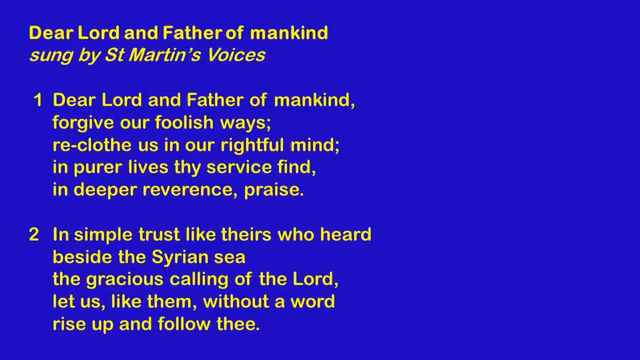 Dear Lord and Father of mankind
sung by St Martin's Voices
1 Dear Lord and Father of mankind,
forgive our foolish ways;
re-clothe us in our rightful mind;
in purer lives thy service find,
in deeper reverence, praise.
2 In simple trust like theirs who heard
beside the Syrian sea
the gracious calling of the Lord,
let us, like them, without a word
rise up and follow thee.